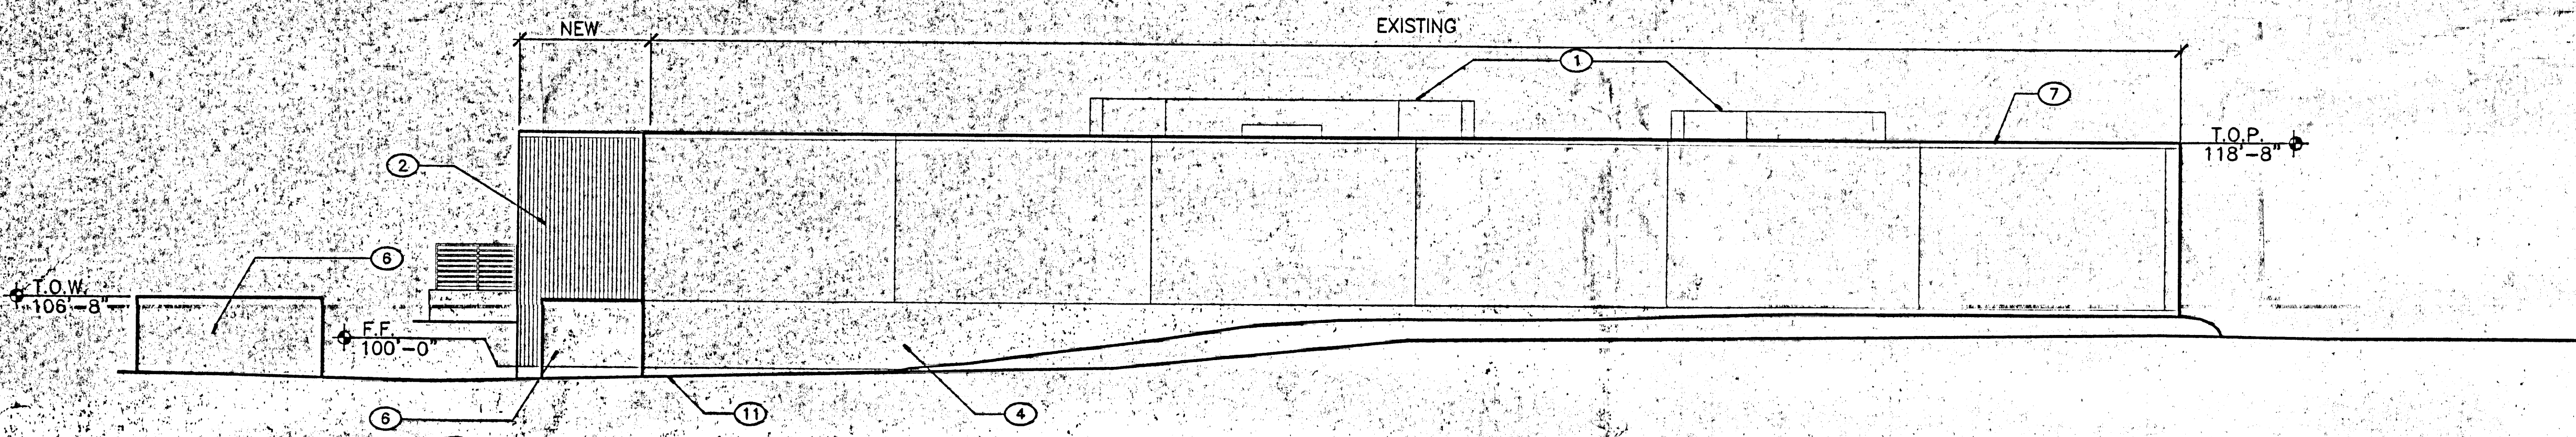 NEW
EXISTING
1
7
T.O.P.
118'-8"
2
6
T.O.W.
106'-8"
F.F.
100'-0"
6
11
4